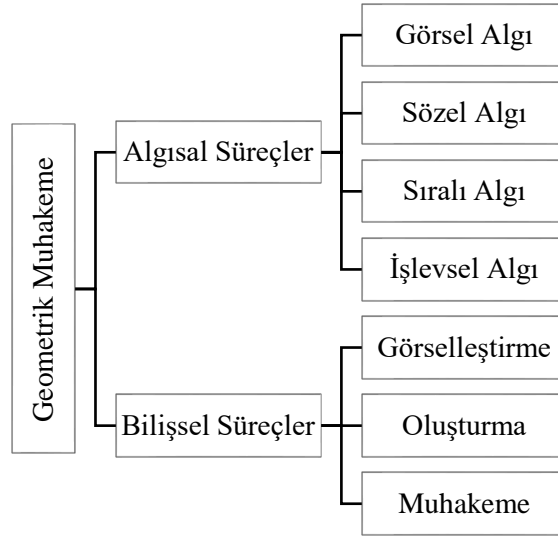 Geometrik Muhakeme
Algısal Süreçler
Görsel Algı
Sözel Algı
Sıralı Algı
İşlevsel Algı
Bilişsel Süreçler
Görselleştirme
Oluşturma
Muhakeme